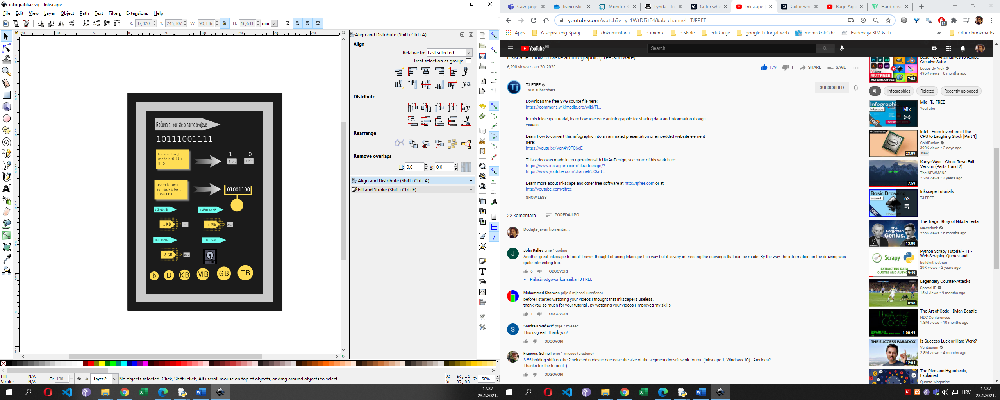 infografika.svg - Inkscape
File Edit View Layer Object Path Text Filters Extensions Help
X: 37,420 Y: 245,307 W: 90,336 H: 16,631 mm
Align and Distribute (Shift+Ctrl+A)
Align
Relative to: Last selected
Treat selection as group:
Distribute
Rearrange
Remove overlaps
H: 0,0 V: 0,0
Align and Distribute (Shift+Ctrl+A)
Fill and Stroke (Shift+Ctrl+F)
Računala koriste binarne brojeve
10111001111
binarni broj
može biti ili 1
ili 0
1 0
1 bit 1 bit
osam bitova
se naziva bajt
(8b=1B)
01001100
1KB=1024B 1MB=1024KB
1 KB .txt 5 MB .mp3
1GB=1024MB 1TB=1024GB
8 GB DVD
b B KB MB GB TB
Fill: N/A
Stroke: N/A
O: 100
•Layer 2
No objects selected. Click, Shift+click, Alt+scroll mouse on top of objects, or drag around objects to select.
X: 64,14
Y: 97,82
Z: 50%
17:37
23.1.2021.
Čavrljanje francuski Monitor 3 Lynda - In Color whe Inkscape Color whe Rage Aga Hard drive
youtube.com/watch?v=y_1WtDEitE4&ab_channel=TJFREE
12
Apps časopisi_eng_španj_... dokumentarci e-imenik e-skole edukacije google_tutorijal_web mdm.skole5.hr Evidencija SIM karti... » Other bookmarks
YouTube HR
Search
Inkscape | How to Make an Infographic (Free Software)
6,290 views • Jan 20, 2020
179 1 SHARE SAVE
TJ FREE
190K subscribers
SUBSCRIBED
Download the free SVG source file here:
https://commons.wikimedia.org/wiki/Fi...
In this Inkscape tutorial, learn how to create an infographic for sharing data and information though
visuals.
Learn how to convert this infographic into an animated presentation or embedded website element
here:
https://youtu.be/Vdn4Y9FC6qE
This video was made in co-operation with UkrArtDesign, see more of his work here:
https://www.instagram.com/ukrartdesign/?
https://www.youtube.com/channel/UCkrd...
Learn more about Inkscape and other free software at http://tjfree.com or at
http://youtube.com/tjfree
SHOW LESS
22 komentara POREDAJ PO
Dodajte javan komentar...
John Kelley prije 1 godinu
Another great Inkscape tutorial! I never thought of using Inkscape this way but it is very interesting the drawings that can be made. By the way, the information on the drawing was
quite interesting too.
6 ODGOVORI
Prikaži odgovor korisnika TJ FREE
Muhammed Sharwan prije 8 mjeseci (uređeno)
before i started watching your videos i thought that inkscape is useless.
thank you so much for your tutorial . by watching your videos i improved my skills
1 ODGOVORI
Sandra Kovačević prije 7 mjeseci
This is great. Thank you!
ODGOVORI
Francois Schnell prije 1 mjesec (uređeno)
3:55 holding shift on the 2 selected nodes to decrease the size of the segment doesn't work for me (Inkscape 1, Windows 10). Any idea?
Thanks for the tutorial :)
ODGOVORI
Best Free Alternatives To Adobe
Creative Suite
Logos By Nick
496K views • 8 months ago
BEST FREE
ALTERNATIVES
7:03
All Infographics Related Recently uploaded
Infographic
Inkscape
Mix
Mix - TJ FREE
YouTube
Intel - From Inventors of the
CPU to Laughing Stock [Part 1]
ColdFusion
390K views • 2 days ago
New
23:09
Kanye West - Ghost Town Full
Version (Parts 1 and 2)
The NEWMANS
2.2M views • 2 years ago
7:59
Basic Drawing
Lesson 1
63
Inkscape
Inkscape Tutorials
TJ FREE
The
Forgotten
Genius.
13:00
The Tragic Story of Nikola Tesla
Newsthink
555K views • 6 months ago
Scrapy
EXTRACTING DATA
QUOTES AND AUTHO
9:49
Python Scrapy Tutorial - 11 -
Web Scraping Quotes and...
buildwithpython
29K views • 2 years ago
Legendary Counter-Attacks
SportsHD
15M views • 9 months ago
8:56
The Art of
Code
1:00:49
The Art of Code - Dylan Beattie
NDC Conferences
1.8M views • 10 months ago
THE SUCCESS PARADOX
12:04
Is Success Luck or Hard Work?
Veritasium
2.8M views • 4 months ago
The Riemann Hypothesis,
Explained
Quanta Magazine
HRV
17:37
23.1.2021.